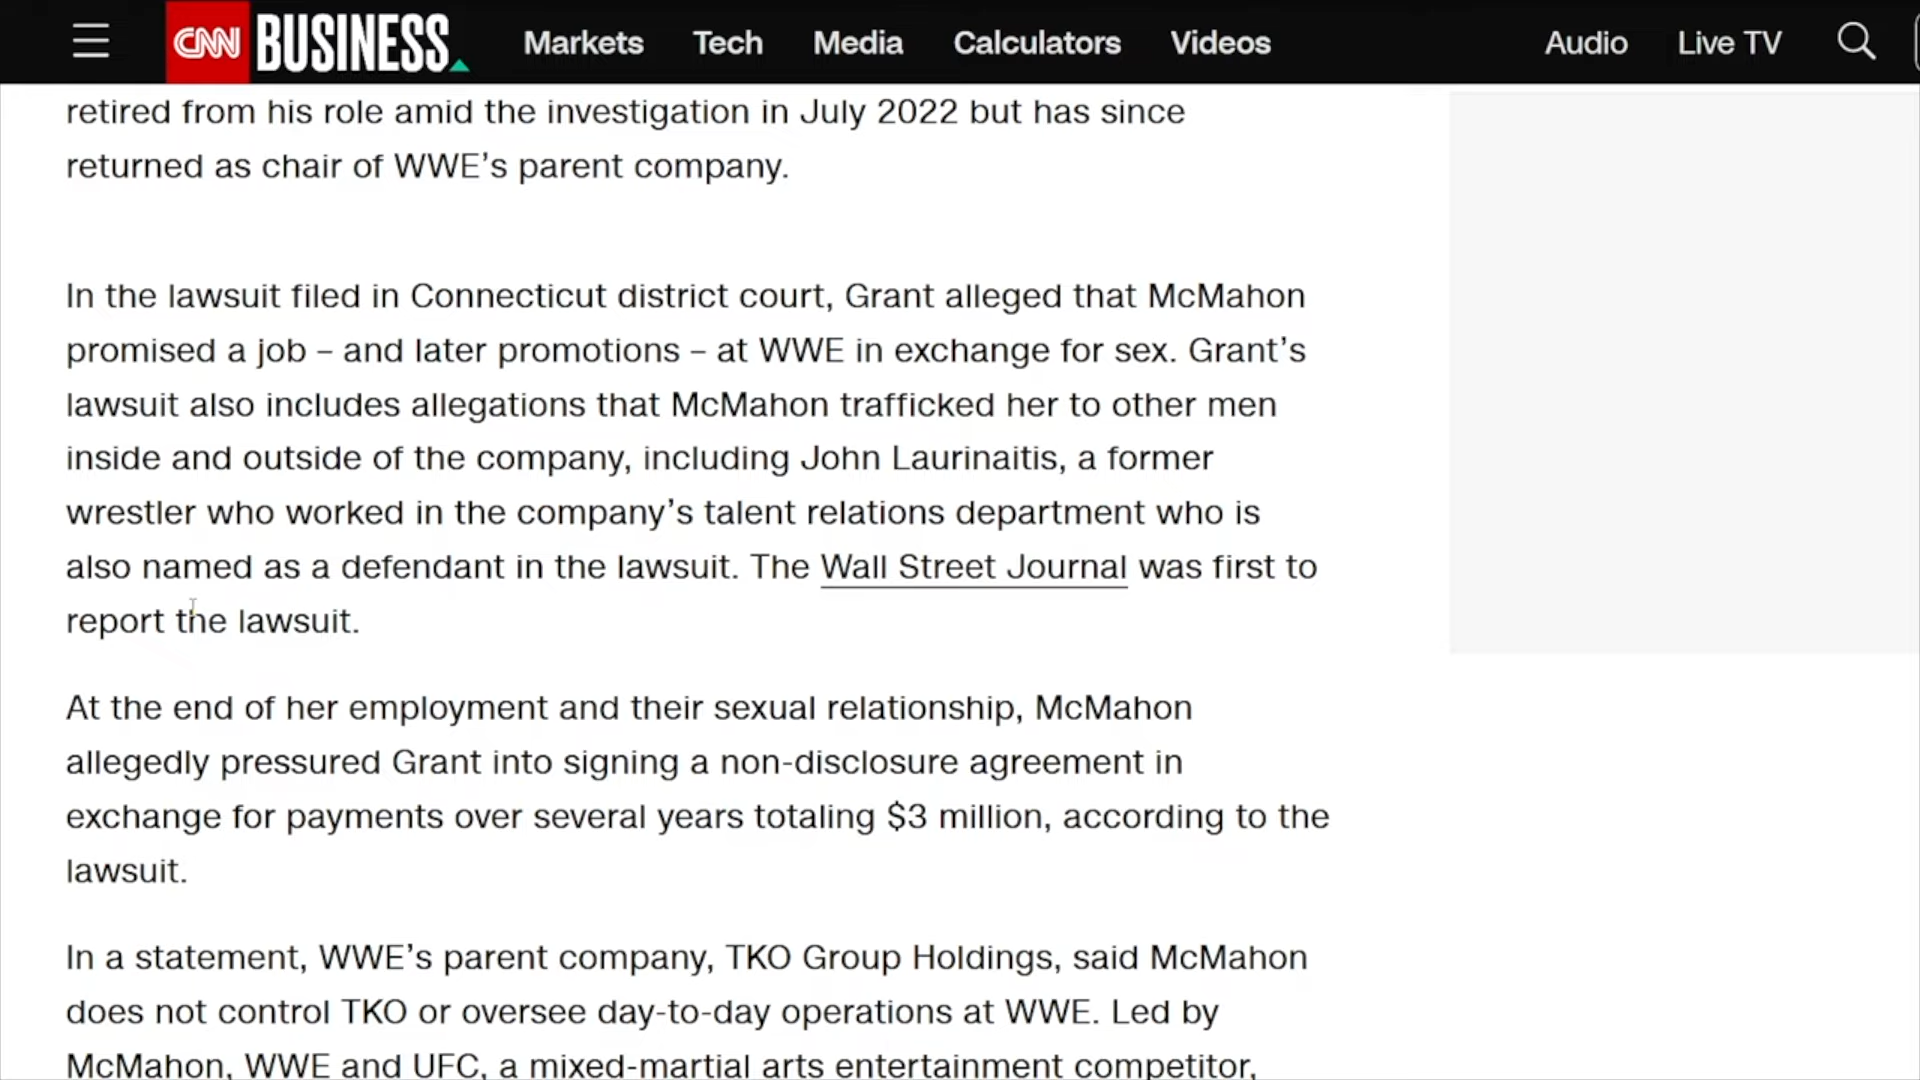 CNN BUSINESS Markets Tech Media Calculators Videos Audio Live TV
retired from his role amid the investigation in July 2022 but has since
returned as chair of WWE’s parent company.
In the lawsuit filed in Connecticut district court, Grant alleged that McMahon
promised a job – and later promotions – at WWE in exchange for sex. Grant’s
lawsuit also includes allegations that McMahon trafficked her to other men
inside and outside of the company, including John Laurinaitis, a former
wrestler who worked in the company’s talent relations department who is
also named as a defendant in the lawsuit. The Wall Street Journal was first to
report the lawsuit.
At the end of her employment and their sexual relationship, McMahon
allegedly pressured Grant into signing a non-disclosure agreement in
exchange for payments over several years totaling $3 million, according to the
lawsuit.
In a statement, WWE’s parent company, TKO Group Holdings, said McMahon
does not control TKO or oversee day-to-day operations at WWE. Led by
McMahon, WWE and UFC, a mixed-martial arts entertainment competitor,